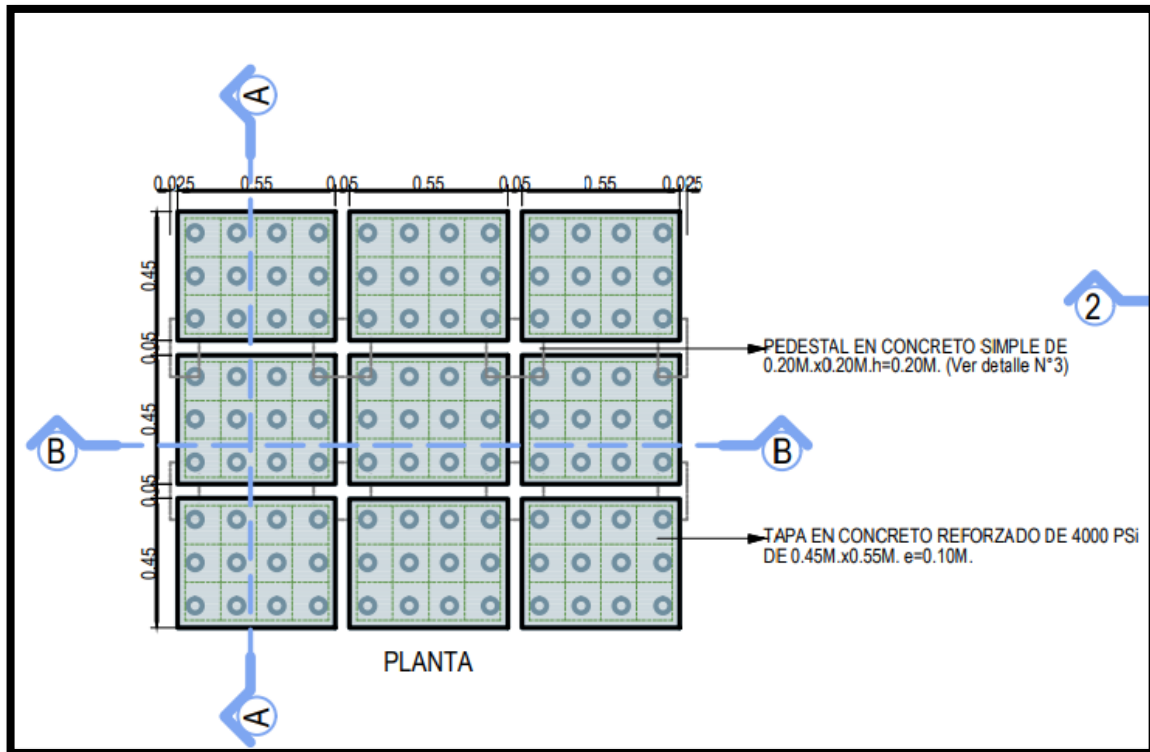 A
0.025 0.55 0.05 0.55 0.05 0.55 0.025
0.45
0.05
PEDESTAL EN CONCRETO SIMPLE DE
0.20M.x0.20M.h=0.20M. (Ver detalle N°3)
2
0.45
B B
0.05
0.45
TAPA EN CONCRETO REFORZADO DE 4000 PSi
DE 0.45M.x0.55M. e=0.10M.
PLANTA
A